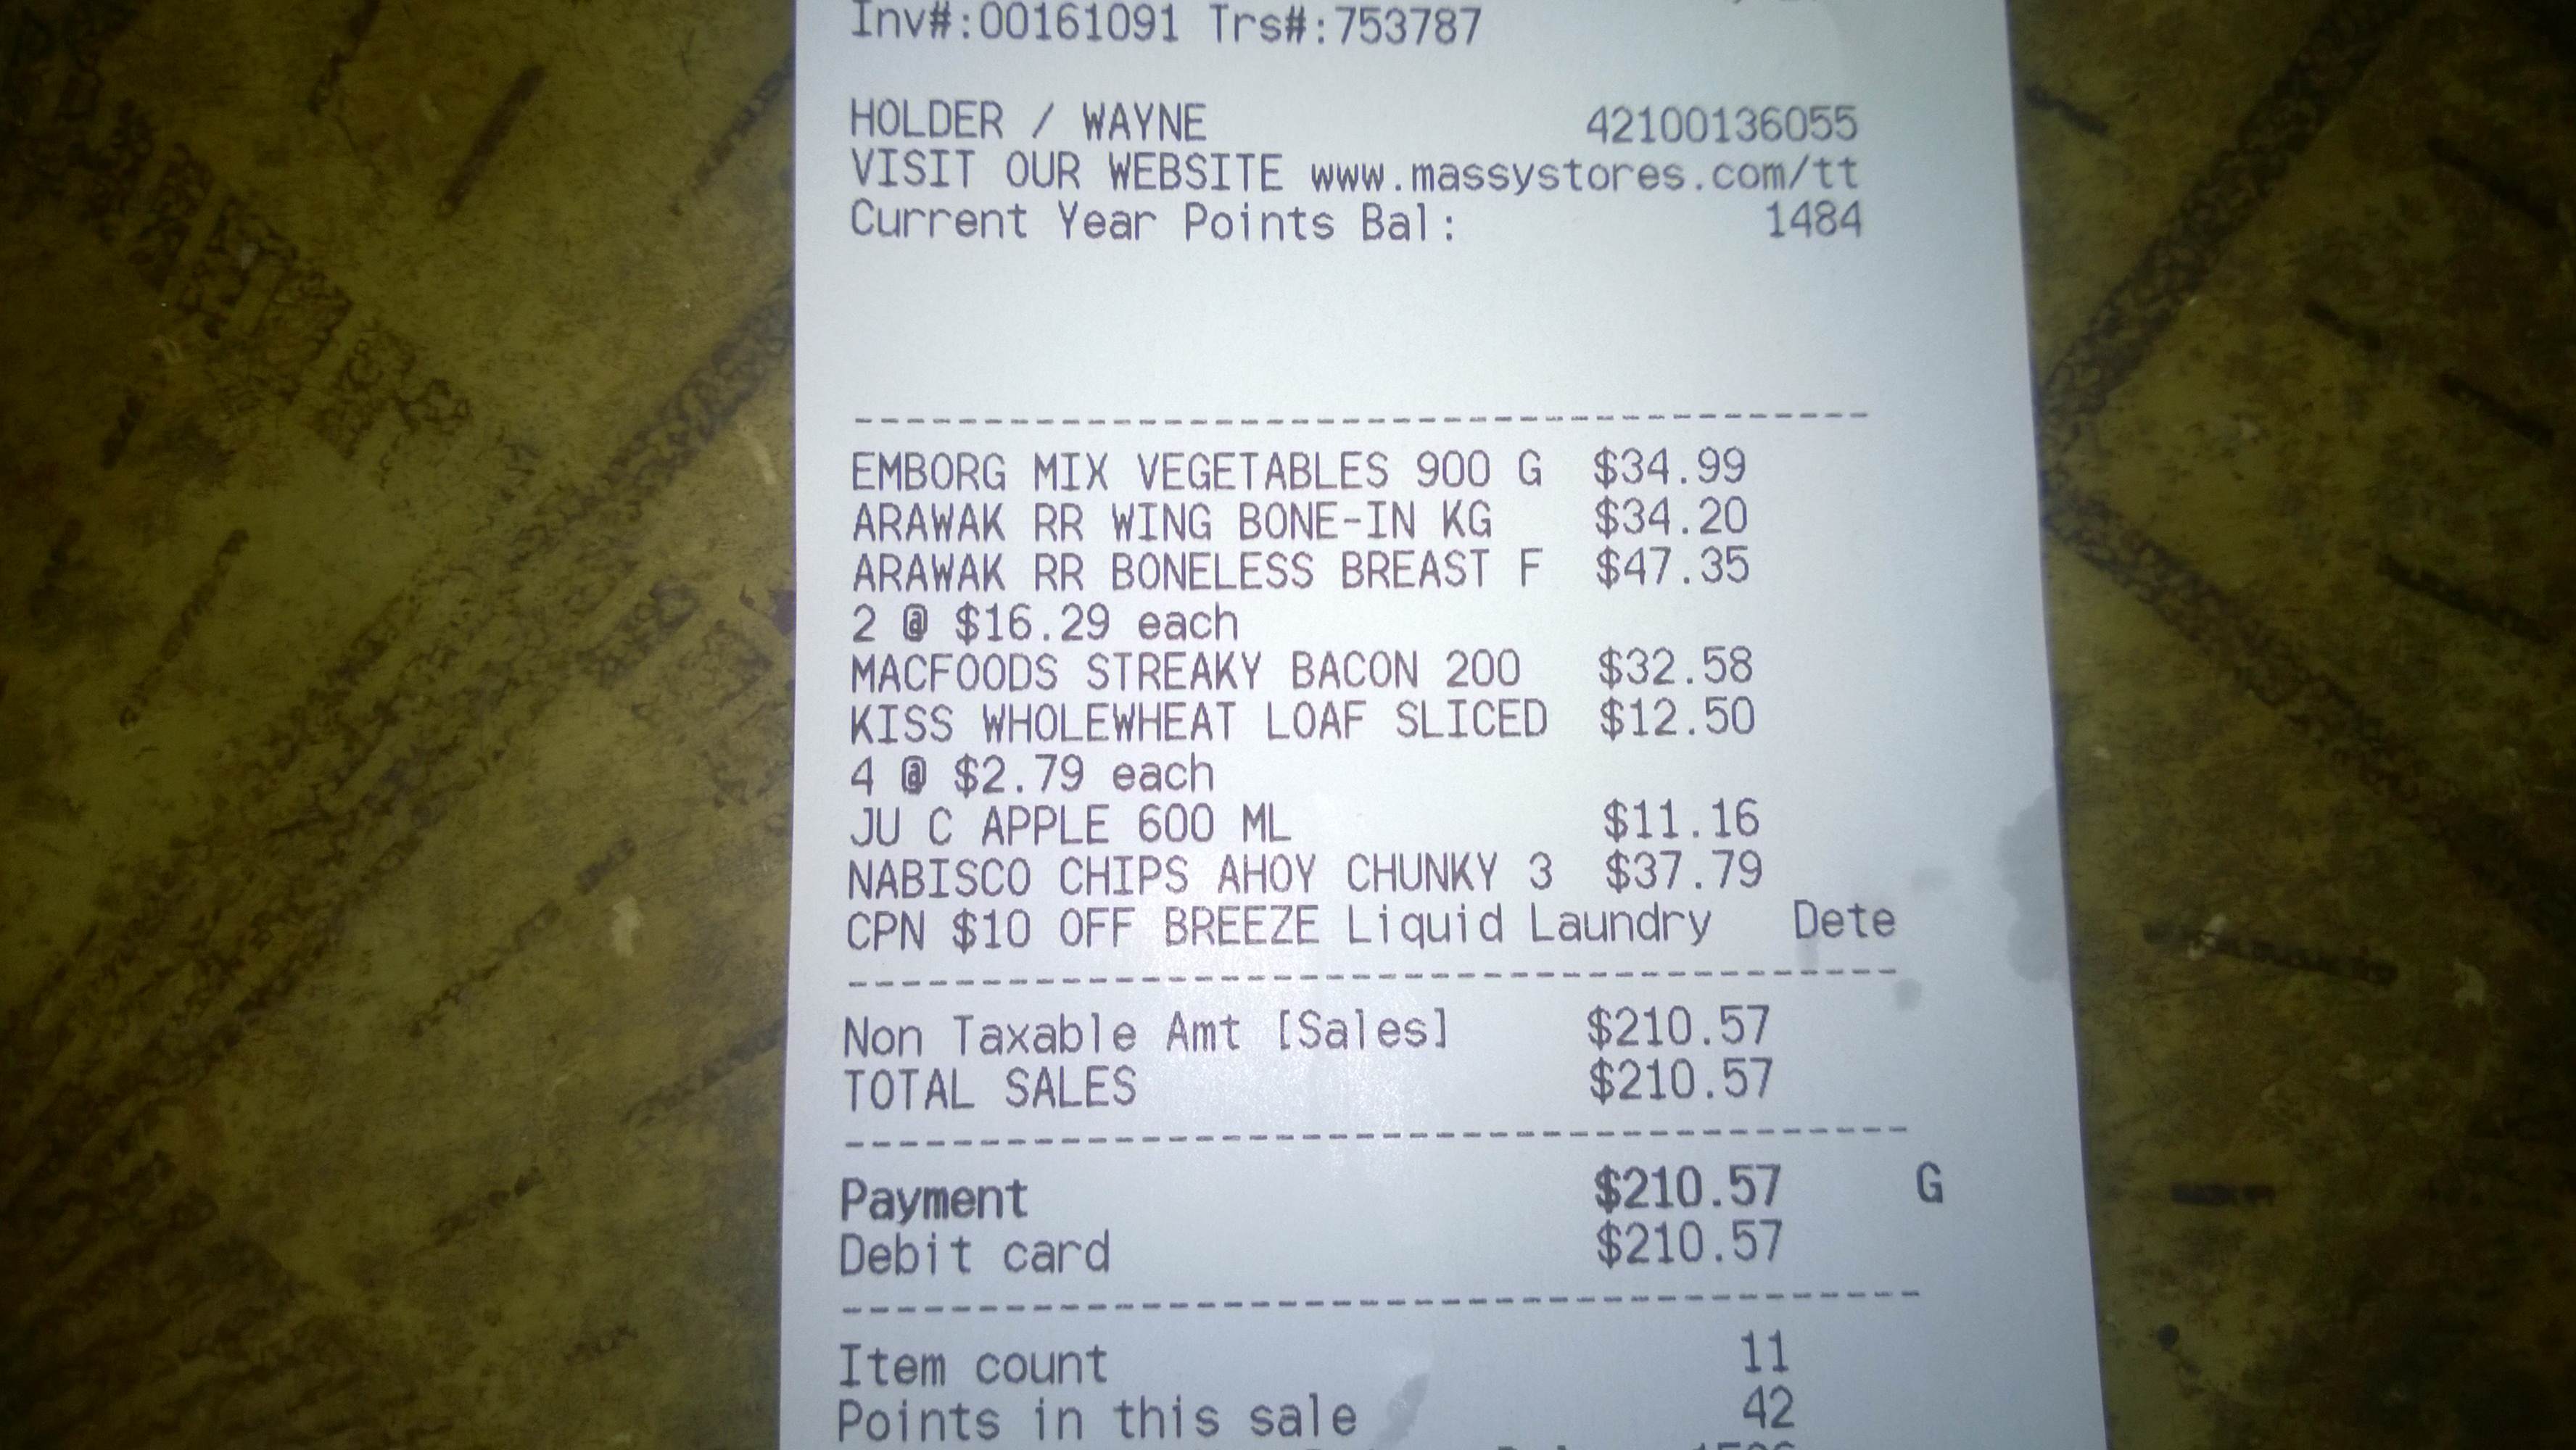 Inv#:00161091 Trs#:753787
HOLDER / WAYNE 42100136055
VISIT OUR WEBSITE www.massystores.com/tt
Current Year Points Bal: 1484
EMBORG MIX VEGETABLES 900 G $34.99
ARAWAK RR WING BONE-IN KG $34.20
ARAWAK RR BONELESS BREAST F $47.35
2 @ $16.29 each
MACFOODS STREAKY BACON 200 $32.58
KISS WHOLEWHEAT LOAF SLICED $12.50
4 @ $2.79 each
JU C APPLE 600 ML $11.16
NABISCO CHIPS AHOY CHUNKY 3 $37.79
CPN $10 OFF BREEZE Liquid Laundry Dete
Non Taxable Amt [Sales] $210.57
TOTAL SALES $210.57
Payment $210.57 G
Debit card $210.57
Item count 11
Points in this sale 42